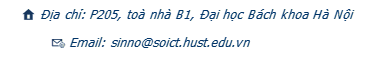 Địa chỉ: P205, toà nhà B1, Đại học Bách khoa Hà Nội
Email: sinno@soict.hust.edu.vn